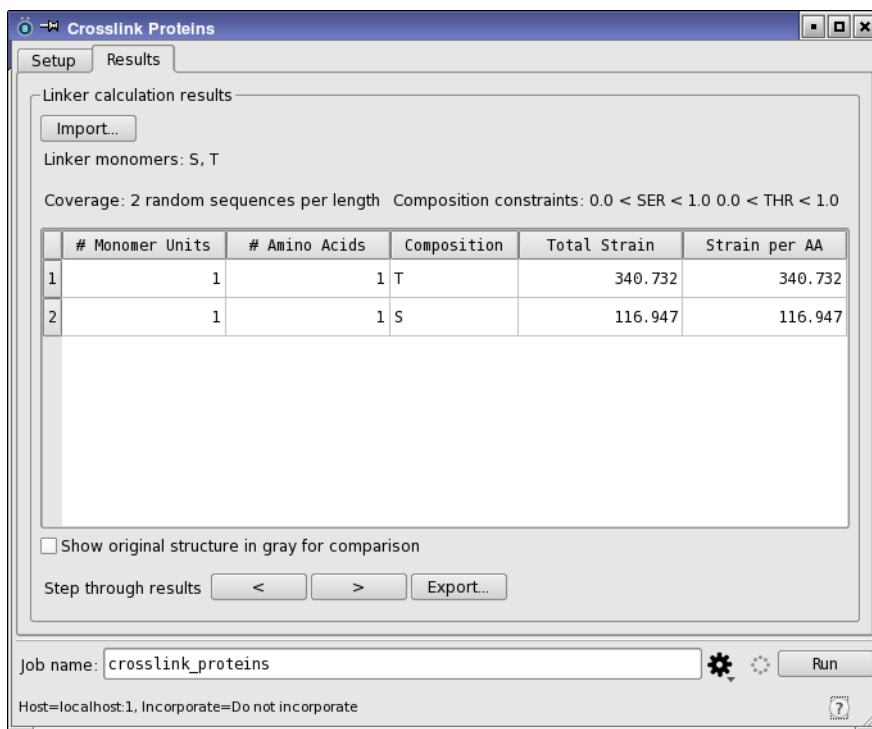 Crosslink Proteins
Setup Results
Linker calculation results
Import...
Linker monomers: S, T
Coverage: 2 random sequences per length Composition constraints: 0.0 < SER < 1.0 0.0 < THR < 1.0
# Monomer Units # Amino Acids Composition Total Strain Strain per AA
1 1 1 T 340.732 340.732
2 1 1 S 116.947 116.947
Show original structure in gray for comparison
Step through results < > Export...
Job name: crosslink_proteins Run
Host=localhost:1, Incorporate=Do not incorporate ?